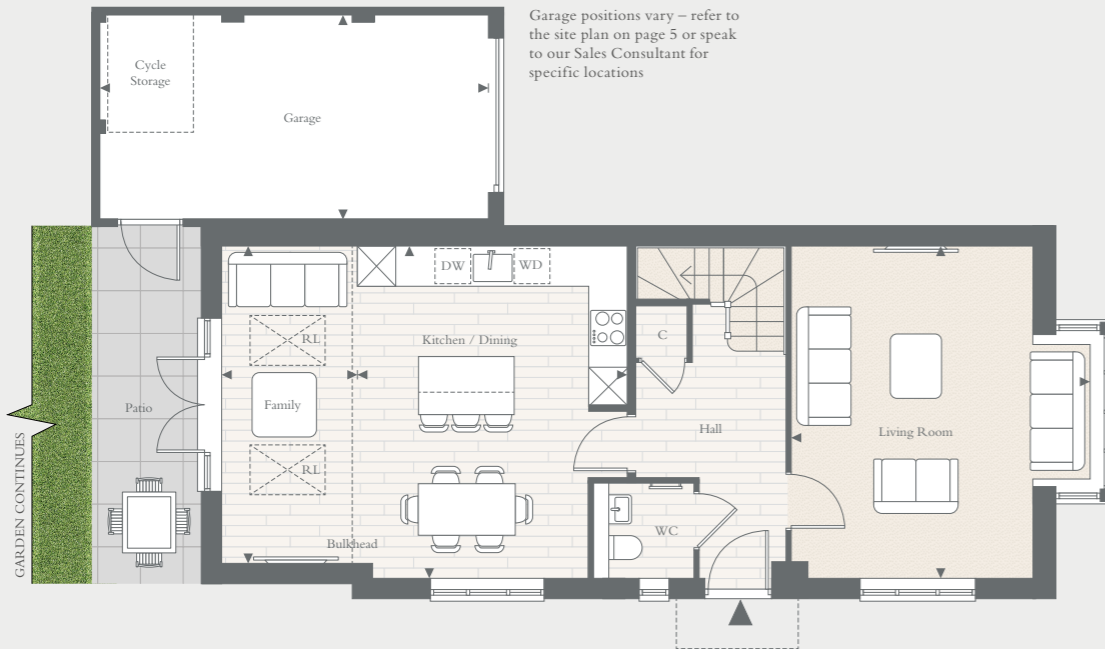 Garage positions vary – refer to
the site plan on page 5 or speak
to our Sales Consultant for
specific locations
Cycle
Storage
Garage
DW
WD
RL
Kitchen / Dining
C
Family
Patio
Hall
Living Room
RL
WC
Bulkhead
GARDEN CONTINUES